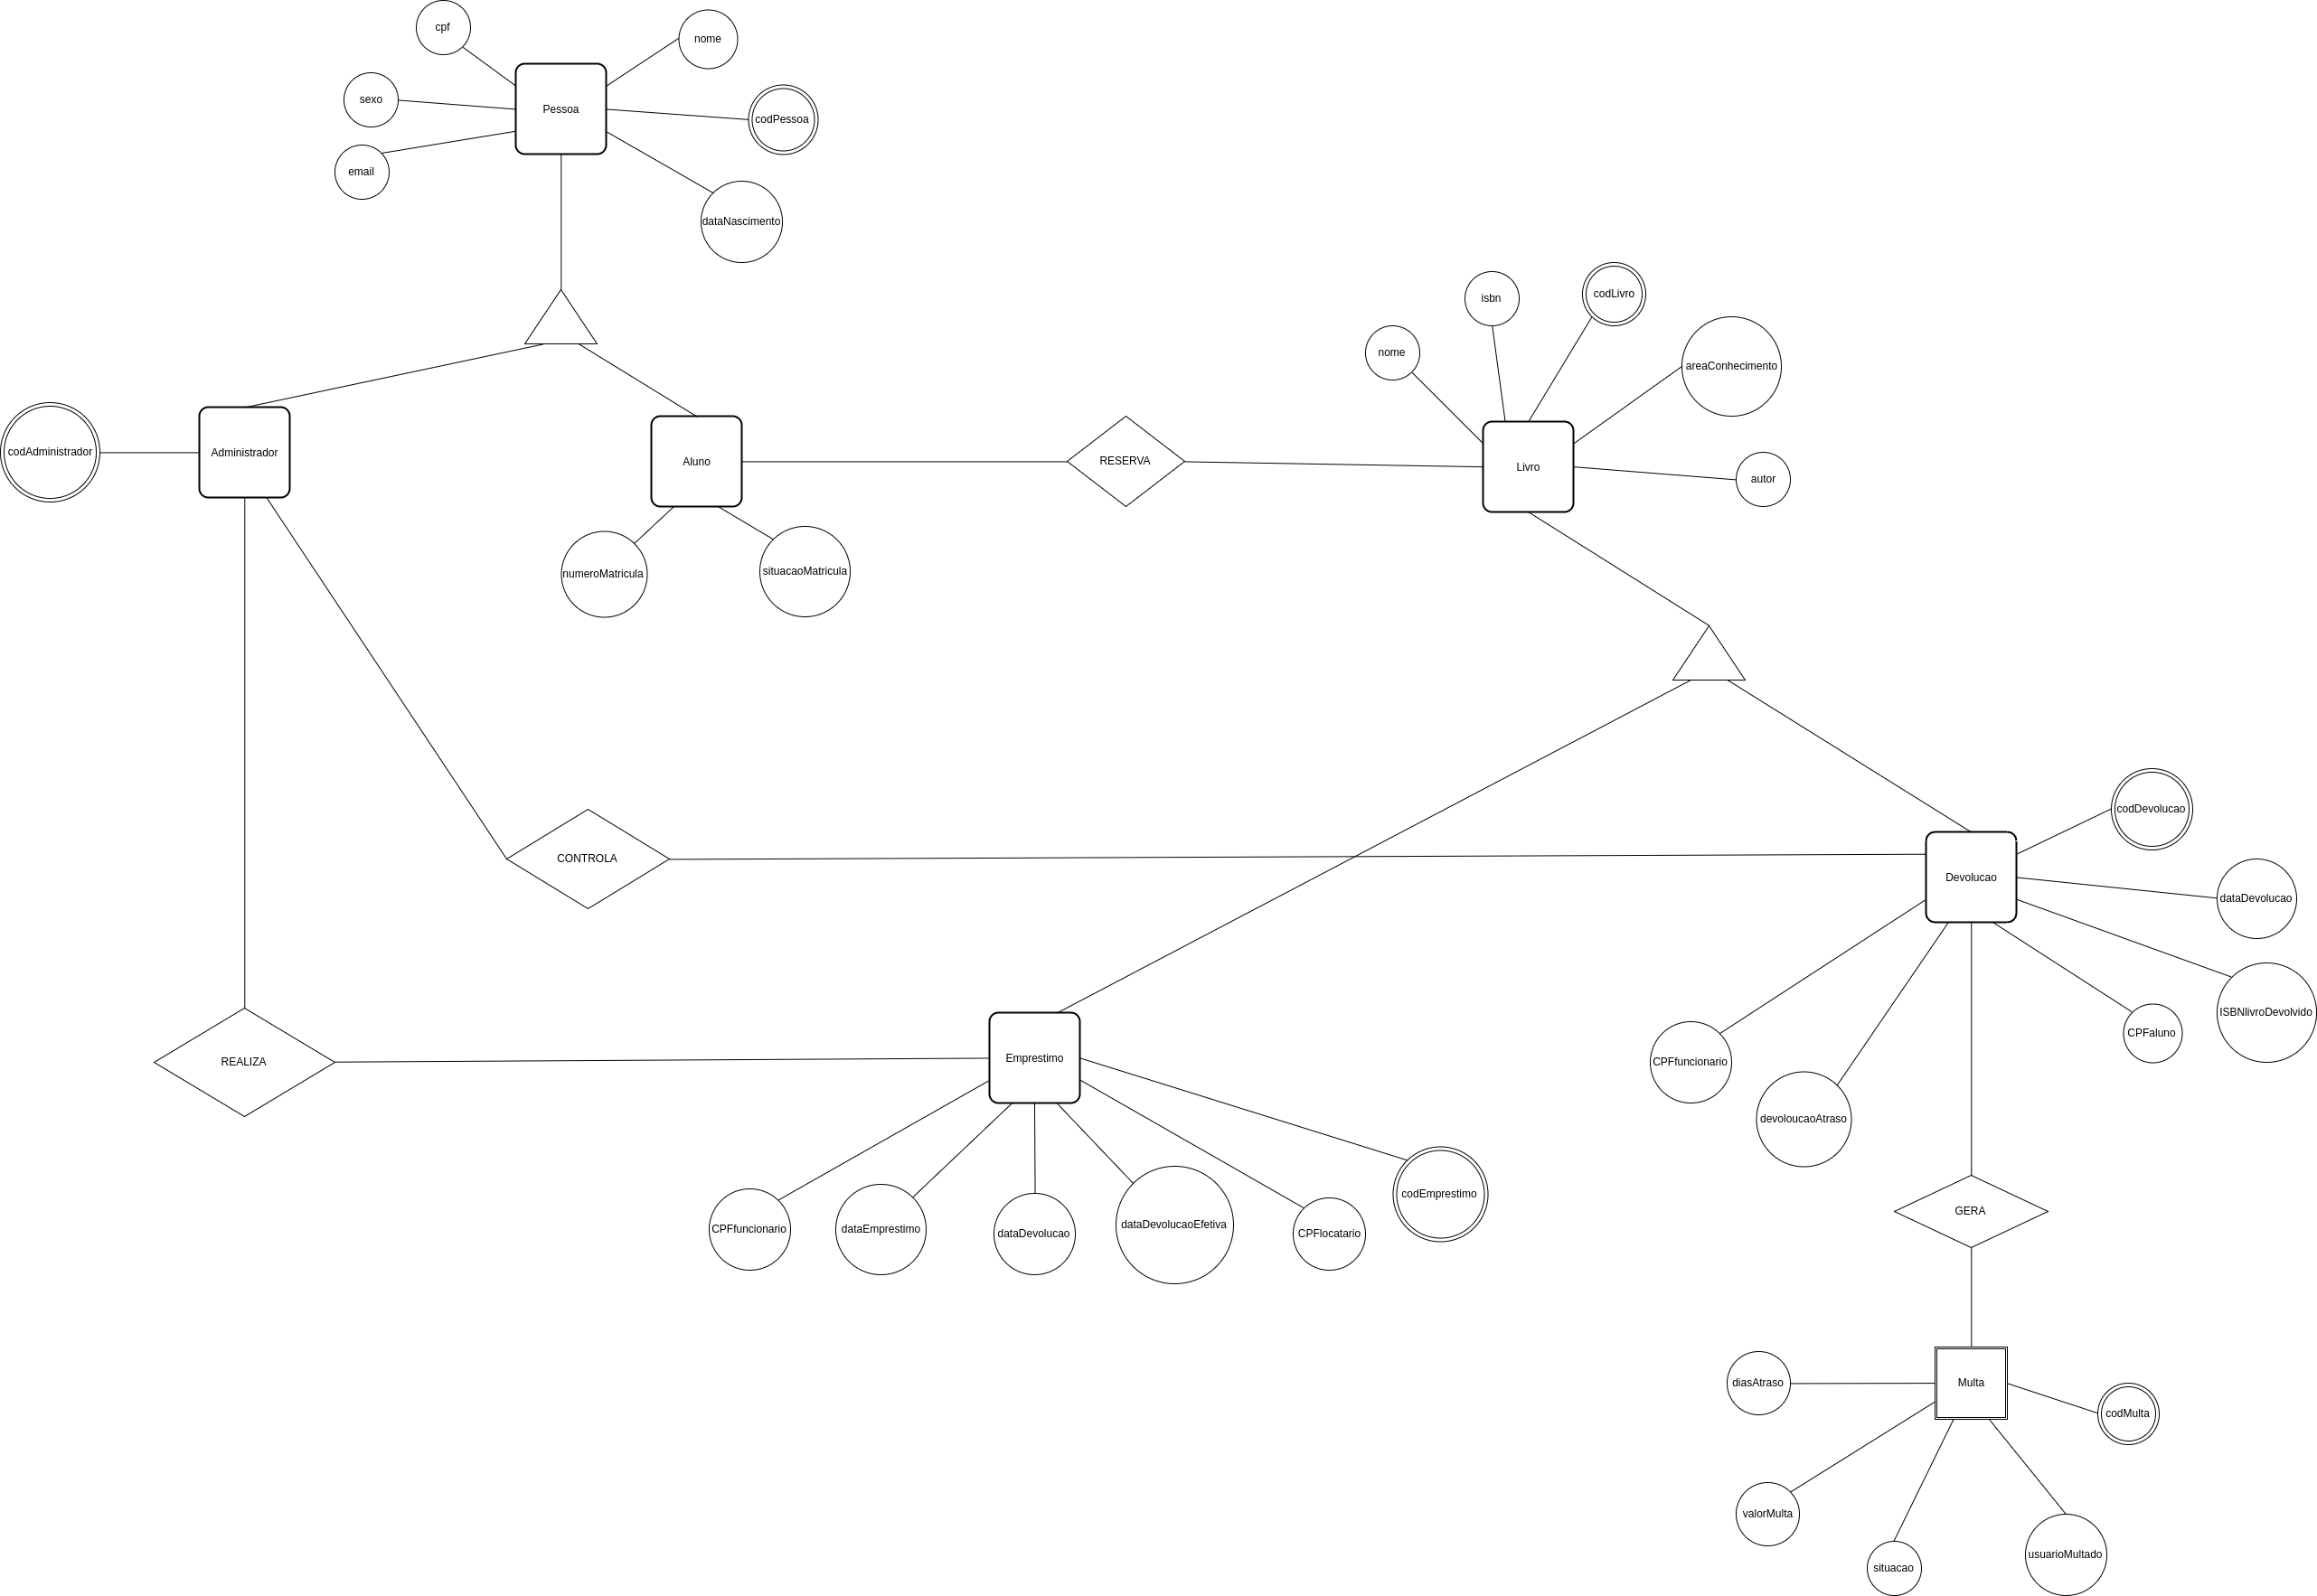 cpf
nome
sexo
Pessoa
codPessoa
email
dataNascimento
isbn
codLivro
nome
areaConhecimento
codAdministrador
Administrador
Aluno
RESERVA
Livro
autor
numeroMatricula
situacaoMatricula
codDevolucao
CONTROLA
Devolucao
dataDevolucao
ISBNlivroDevolvido
CPFaluno
REALIZA
Emprestimo
CPFfuncionario
devoloucaoAtraso
codEmprestimo
CPFfuncionario
dataEmprestimo
dataDevolucao
dataDevolucaoEfetiva
CPFlocatario
GERA
diasAtraso
Multa
codMulta
valorMulta
situacao
usuarioMultado